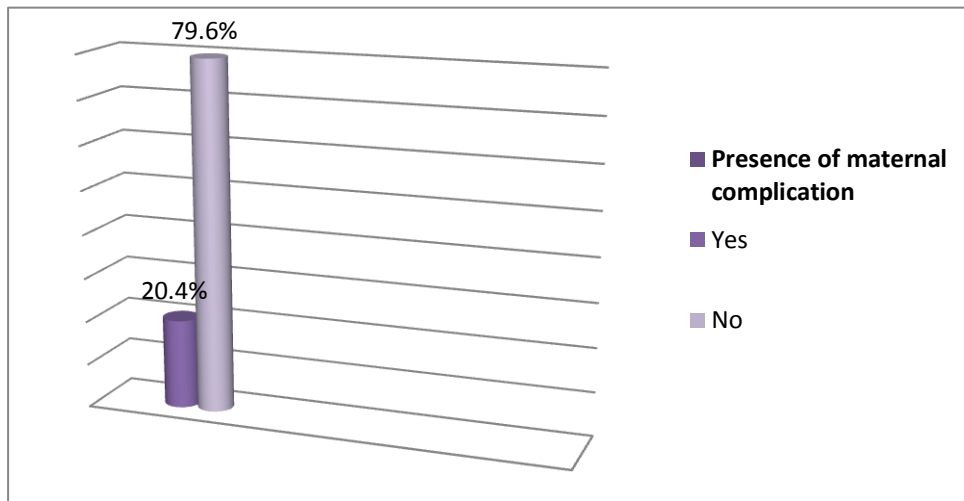 79.6%
20.4%
Presence of maternal
complication
Yes
No